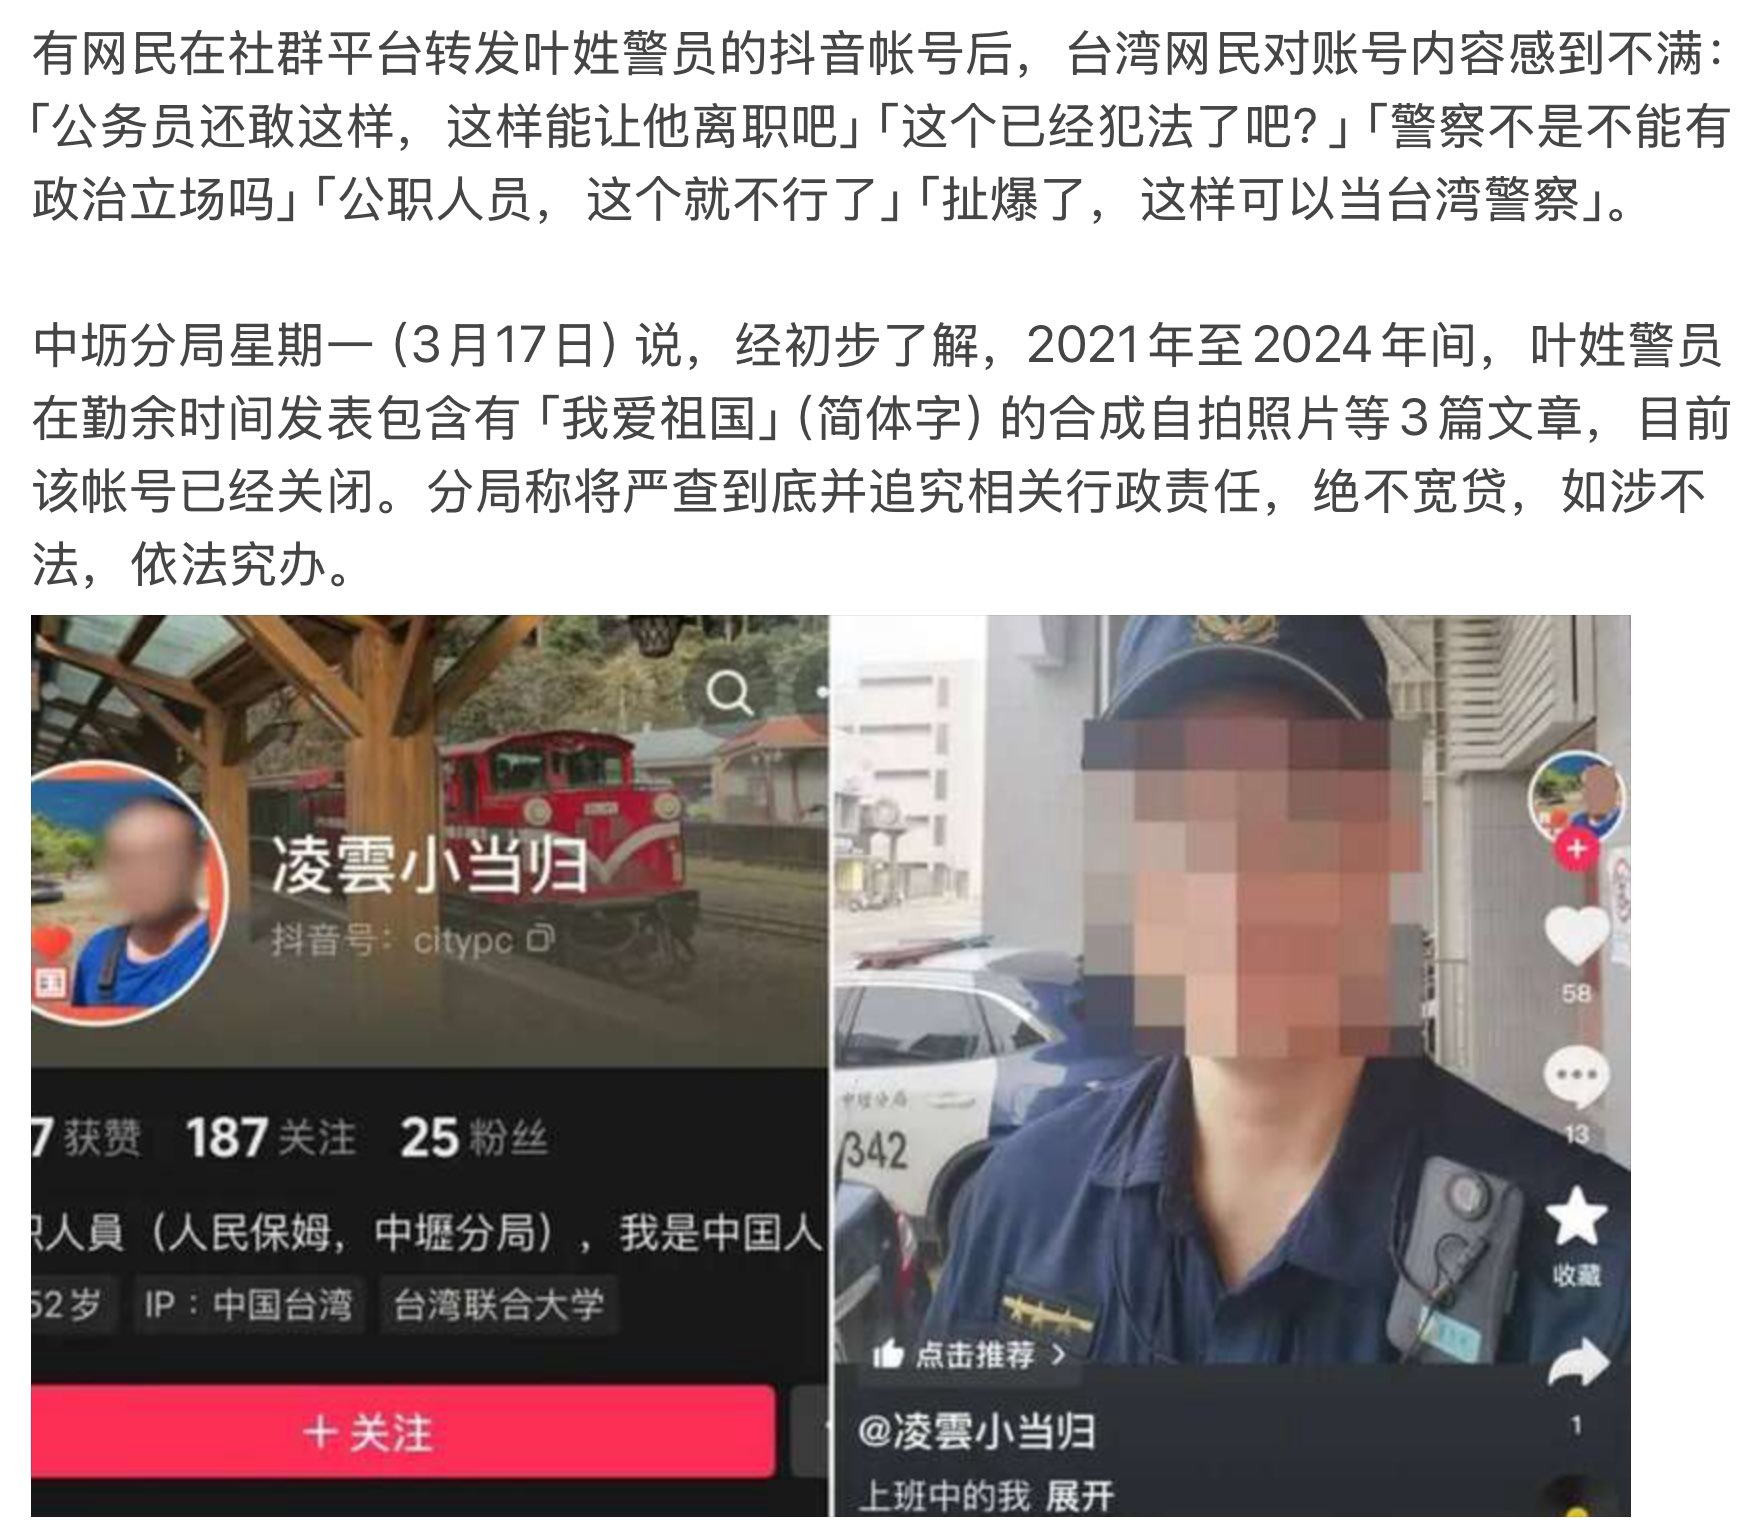 有网民在社群平台转发叶姓警员的抖音帐号后，台湾网民对账号内容感到不满：
「公务员还敢这样，这样能让他离职吧」「这个已经犯法了吧？」「警察不是不能有
政治立场吗」「公职人员，这个就不行了」「扯爆了，这样可以当台湾警察」。
中坜分局星期一（3月17日）说，经初步了解，2021年至2024年间，叶姓警员
在勤余时间发表包含有「我爱祖国」（简体字）的合成自拍照片等3篇文章，目前
该帐号已经关闭。分局称将严查到底并追究相关行政责任，绝不宽贷，如涉不
法，依法究办。
凌雲小当归
抖音号：citypc
7获赞 187关注 25粉丝
人員（人民保姆，中壢分局），我是中国人
52岁 IP：中国台湾 台湾联合大学
＋关注
中壢分局
342
58
13
收藏
1
点击推荐 >
@凌雲小当归
上班中的我 展开